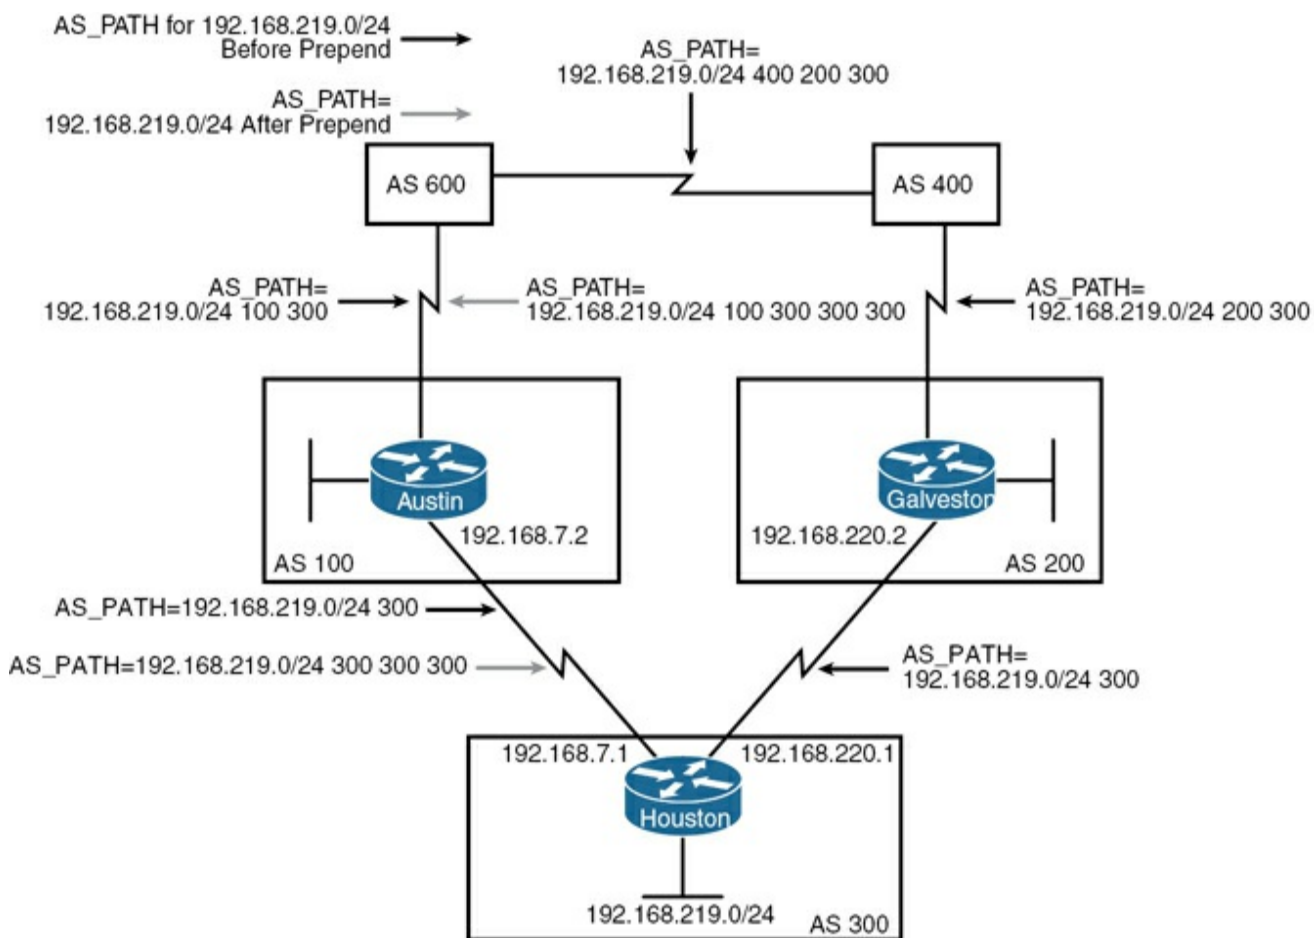 AS_PATH for 192.168.219.0/24
Before Prepend
AS_PATH=
192.168.219.0/24 After Prepend
AS_PATH=
192.168.219.0/24 400 200 300
AS 600
AS 400
AS_PATH=
192.168.219.0/24 100 300
AS_PATH=
192.168.219.0/24 100 300 300 300
AS_PATH=
192.168.219.0/24 200 300
Austin
192.168.7.2
AS 100
Galveston
192.168.220.2
AS 200
AS_PATH=192.168.219.0/24 300
AS_PATH=192.168.219.0/24 300 300 300
AS_PATH=
192.168.219.0/24 300
192.168.7.1
192.168.220.1
Houston
192.168.219.0/24
AS 300